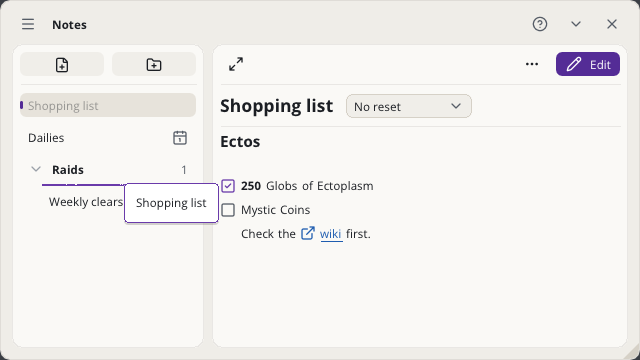 Notes
Edit
Shopping list
Shopping list
No reset
Dailies
Ectos
Raids
1
Weekly clears
Shopping list
250 Globs of Ectoplasm
Mystic Coins
Check the wiki first.